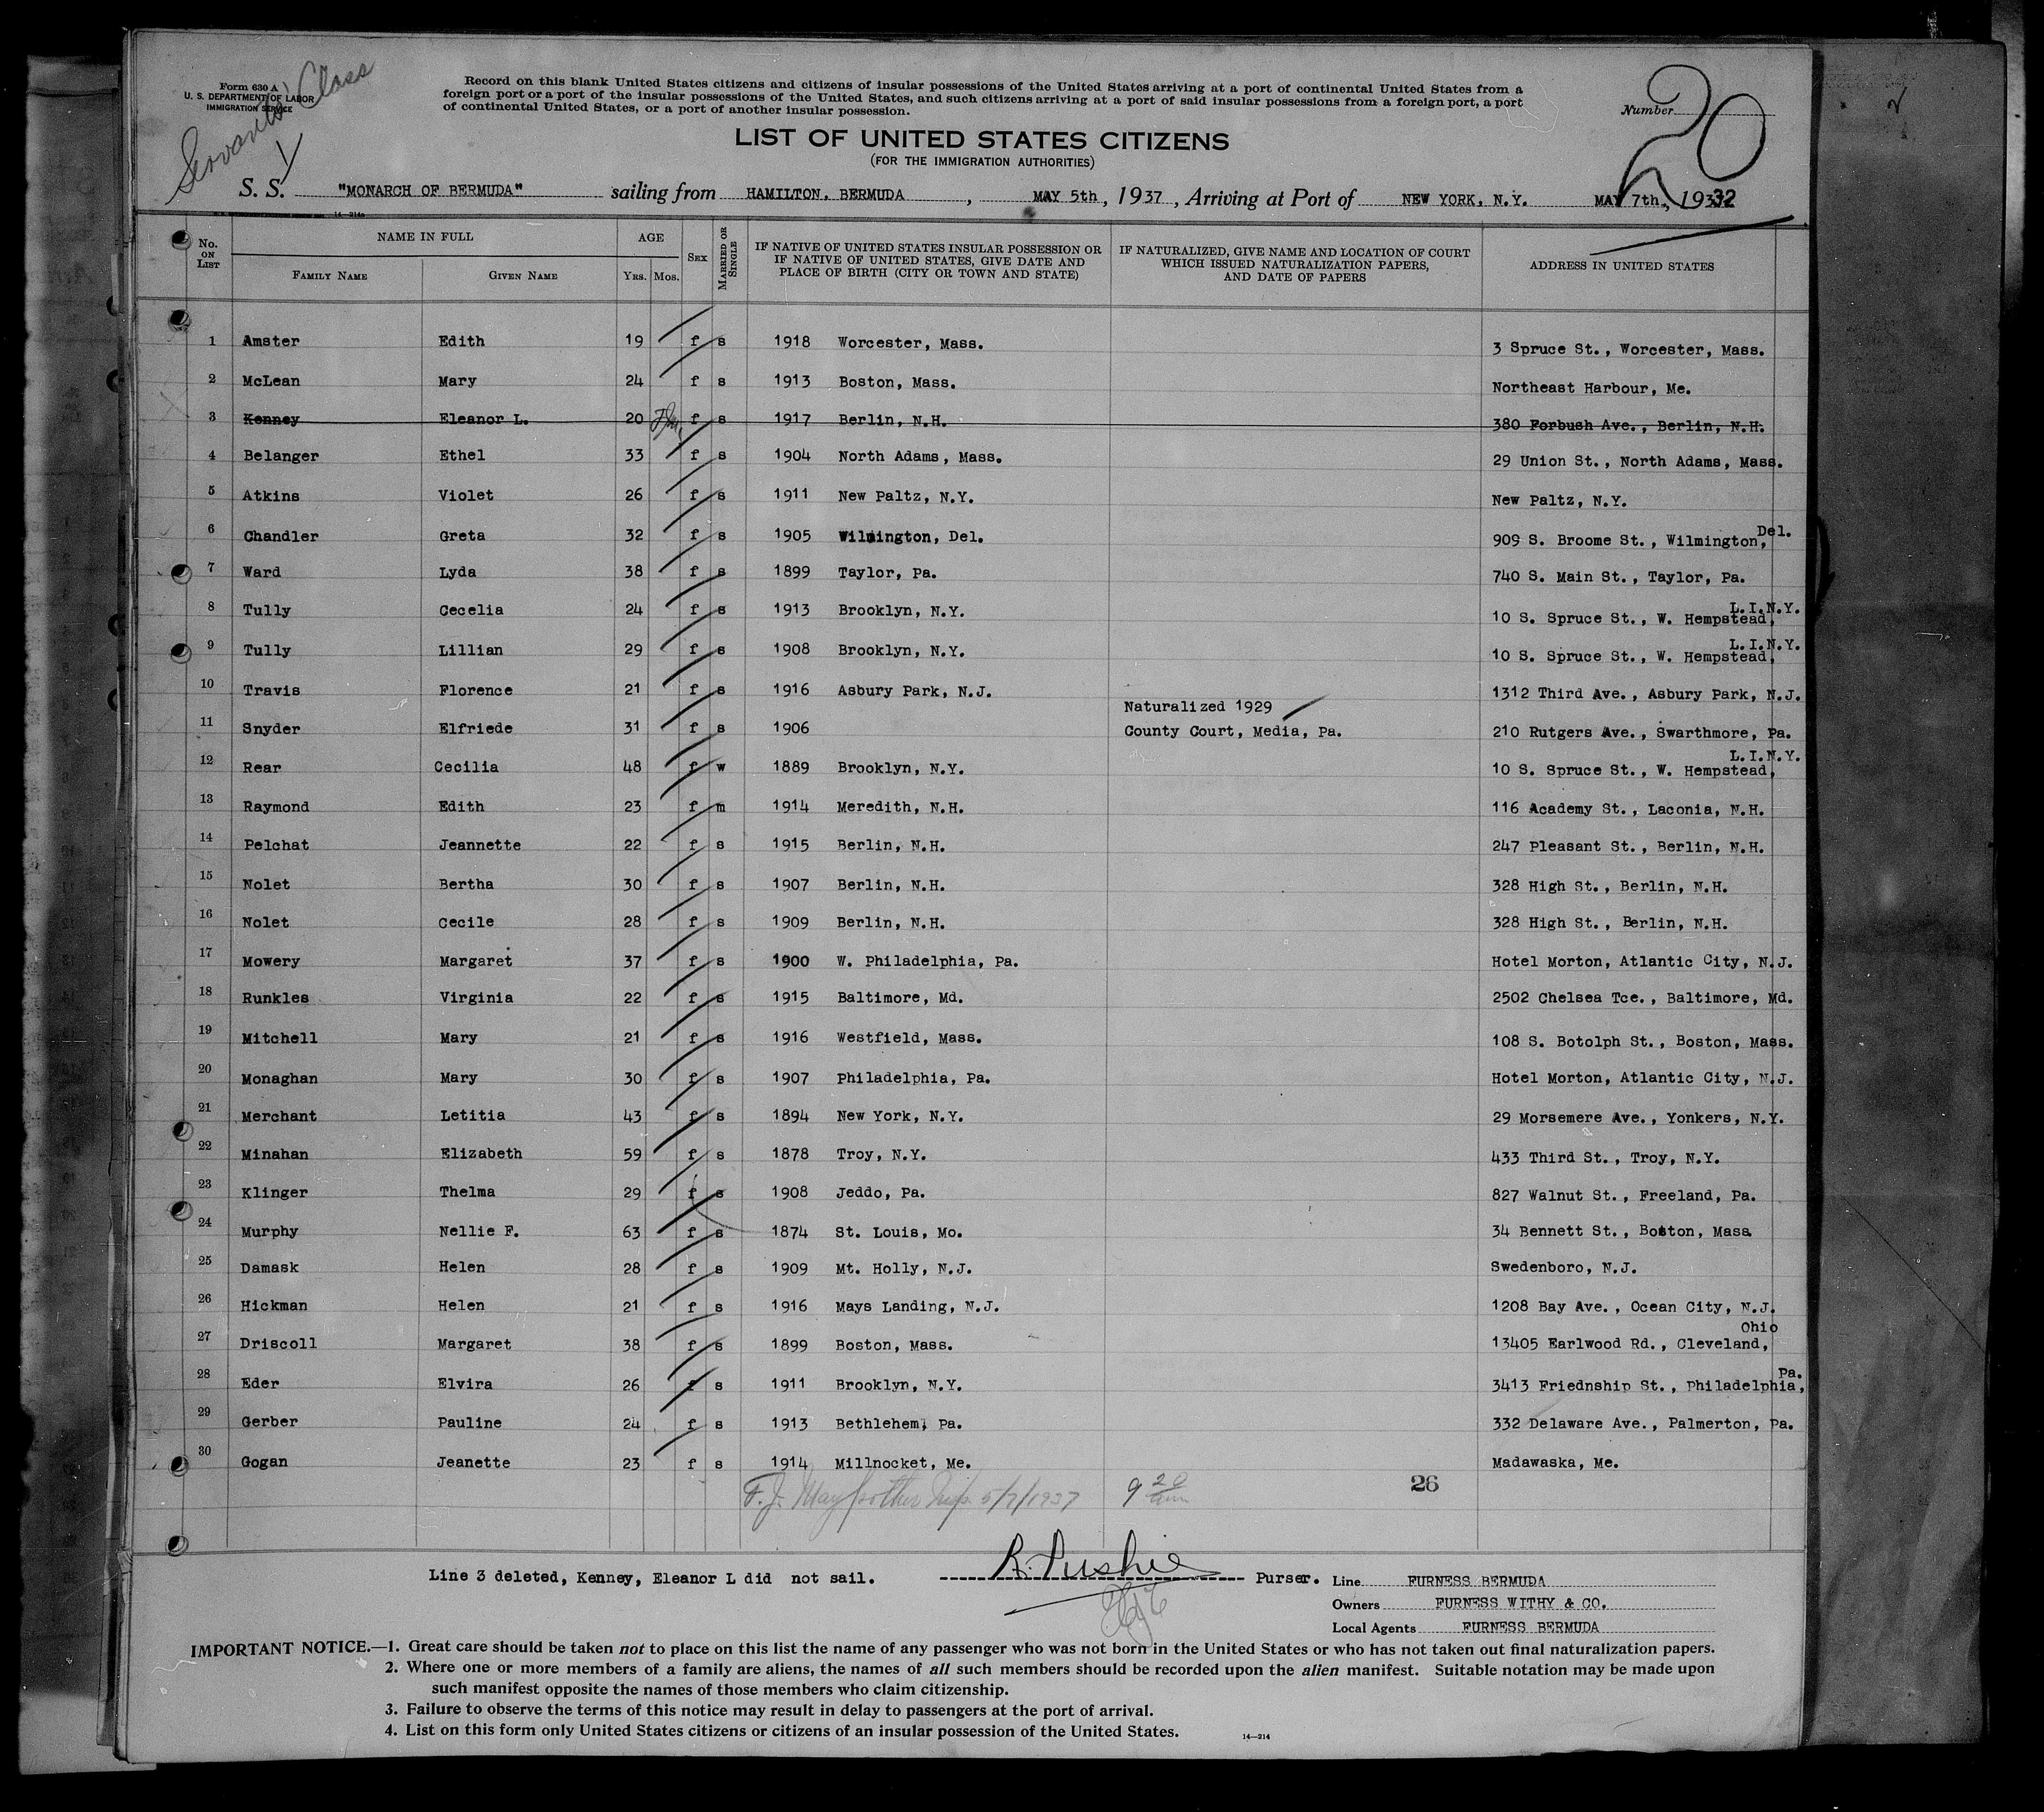 Servants' Class
Form 630 A
U. S. DEPARTMENT OF LABOR
IMMIGRATION SERVICE
Record on this blank United States citizens and citizens of insular possessions of the United States arriving at a port of continental United States from a
foreign port or a port of the insular possessions of the United States, and such citizens arriving at a port of said insular possessions from a foreign port, a port
of continental United States, or a port of another insular possession.
Number 20
LIST OF UNITED STATES CITIZENS
(FOR THE IMMIGRATION AUTHORITIES)
S. S. "MONARCH OF BERMUDA" sailing from HAMILTON, BERMUDA, MAY 5th, 1937, Arriving at Port of NEW YORK, N.Y. MAY 7th, 1932
14—214a
No. ON LIST NAME IN FULL FAMILY NAME GIVEN NAME AGE YRS. MOS. SEX MARRIED OR SINGLE IF NATIVE OF UNITED STATES INSULAR POSSESSION OR IF NATIVE OF UNITED STATES, GIVE DATE AND PLACE OF BIRTH (CITY OR TOWN AND STATE) IF NATURALIZED, GIVE NAME AND LOCATION OF COURT WHICH ISSUED NATURALIZATION PAPERS, AND DATE OF PAPERS ADDRESS IN UNITED STATES
1 Amster Edith 19 f s 1918 Worcester, Mass. 3 Spruce St., Worcester, Mass.
2 McLean Mary 24 f s 1913 Boston, Mass. Northeast Harbour, Me.
3 Kenney Eleanor L. 20 f s 1917 Berlin, N.H. 380 Forbush Ave., Berlin, N.H.
4 Belanger Ethel 33 f s 1904 North Adams, Mass. 29 Union St., North Adams, Mass.
5 Atkins Violet 26 f s 1911 New Paltz, N.Y. New Paltz, N.Y.
6 Chandler Greta 32 f s 1905 Wilmington, Del. 909 S. Broome St., Wilmington, Del.
7 Ward Lyda 38 f s 1899 Taylor, Pa. 740 S. Main St., Taylor, Pa.
8 Tully Cecelia 24 f s 1913 Brooklyn, N.Y. 10 S. Spruce St., W. Hempstead, L.I.N.Y.
9 Tully Lillian 29 f s 1908 Brooklyn, N.Y. 10 S. Spruce St., W. Hempstead, L.I.N.Y.
10 Travis Florence 21 f s 1916 Asbury Park, N.J. 1312 Third Ave., Asbury Park, N.J.
11 Snyder Elfriede 31 f s 1906 Naturalized 1929 County Court, Media, Pa. 210 Rutgers Ave., Swarthmore, Pa.
12 Rear Cecilia 48 f w 1889 Brooklyn, N.Y. 10 S. Spruce St., W. Hempstead, L.I.N.Y.
13 Raymond Edith 23 f m 1914 Meredith, N.H. 116 Academy St., Laconia, N.H.
14 Pelchat Jeannette 22 f s 1915 Berlin, N.H. 247 Pleasant St., Berlin, N.H.
15 Nolet Bertha 30 f s 1907 Berlin, N.H. 328 High St., Berlin, N.H.
16 Nolet Cecile 28 f s 1909 Berlin, N.H. 328 High St., Berlin, N.H.
17 Mowery Margaret 37 f s 1900 W. Philadelphia, Pa. Hotel Morton, Atlantic City, N.J.
18 Runkles Virginia 22 f s 1915 Baltimore, Md. 2502 Chelsea Tce., Baltimore, Md.
19 Mitchell Mary 21 f s 1916 Westfield, Mass. 108 S. Botolph St., Boston, Mass.
20 Monaghan Mary 30 f s 1907 Philadelphia, Pa. Hotel Morton, Atlantic City, N.J.
21 Merchant Letitia 43 f s 1894 New York, N.Y. 29 Morsemere Ave., Yonkers, N.Y.
22 Minahan Elizabeth 59 f s 1878 Troy, N.Y. 433 Third St., Troy, N.Y.
23 Klinger Thelma 29 f s 1908 Jeddo, Pa. 827 Walnut St., Freeland, Pa.
24 Murphy Nellie F. 63 f s 1874 St. Louis, Mo. 34 Bennett St., Boston, Mass
25 Damask Helen 28 f s 1909 Mt. Holly, N.J. Swedenboro, N.J.
26 Hickman Helen 21 f s 1916 Mays Landing, N.J. 1208 Bay Ave., Ocean City, N.J.
27 Driscoll Margaret 38 f s 1899 Boston, Mass. 13405 Earlwood Rd., Cleveland, Ohio
28 Eder Elvira 26 f s 1911 Brooklyn, N.Y. 3413 Friednship St., Philadelphia, Pa.
29 Gerber Pauline 24 f s 1913 Bethlehem, Pa. 332 Delaware Ave., Palmerton, Pa.
30 Gogan Jeanette 23 f s 1914 Millnocket, Me. Madawaska, Me.
5/7/1937 9 20 26
Line 3 deleted, Kenney, Eleanor L did not sail. Purser.
Line FURNESS BERMUDA
Owners FURNESS WITHY & CO.
Local Agents FURNESS BERMUDA
IMPORTANT NOTICE.—1. Great care should be taken not to place on this list the name of any passenger who was not born in the United States or who has not taken out final naturalization papers.
2. Where one or more members of a family are aliens, the names of all such members should be recorded upon the alien manifest. Suitable notation may be made upon
such manifest opposite the names of those members who claim citizenship.
3. Failure to observe the terms of this notice may result in delay to passengers at the port of arrival.
4. List on this form only United States citizens or citizens of an insular possession of the United States.
14—214